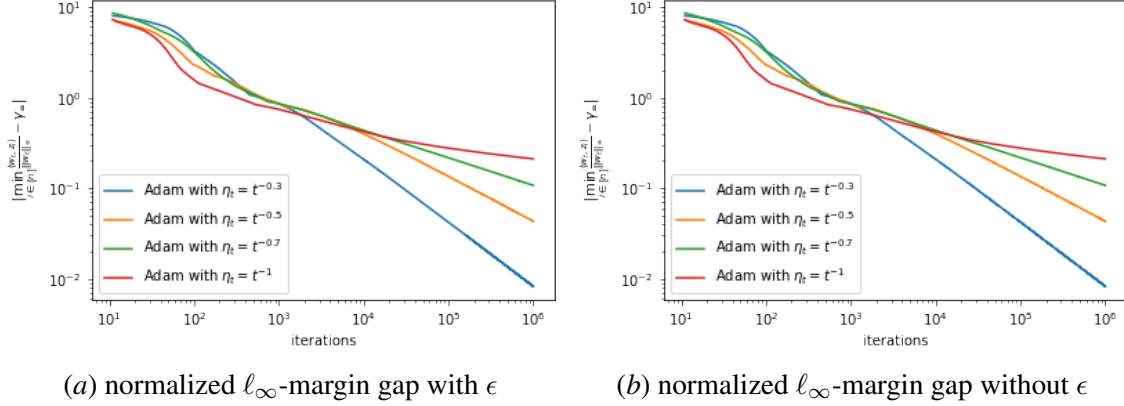 10¹
10⁰
10⁻¹
10⁻²
|min_{i∈[n]} ⟨w_t, z_i⟩/||w_t||_∞ − γ_∞|
Adam with η_t = t^{-0.3}
Adam with η_t = t^{-0.5}
Adam with η_t = t^{-0.7}
Adam with η_t = t^{-1}
10¹ 10² 10³ 10⁴ 10⁵ 10⁶
iterations
(a) normalized ℓ∞-margin gap with ϵ
10¹
10⁰
10⁻¹
10⁻²
|min_{i∈[n]} ⟨w_t, z_i⟩/||w_t||_∞ − γ_∞|
Adam with η_t = t^{-0.3}
Adam with η_t = t^{-0.5}
Adam with η_t = t^{-0.7}
Adam with η_t = t^{-1}
10¹ 10² 10³ 10⁴ 10⁵ 10⁶
iterations
(b) normalized ℓ∞-margin gap without ϵ